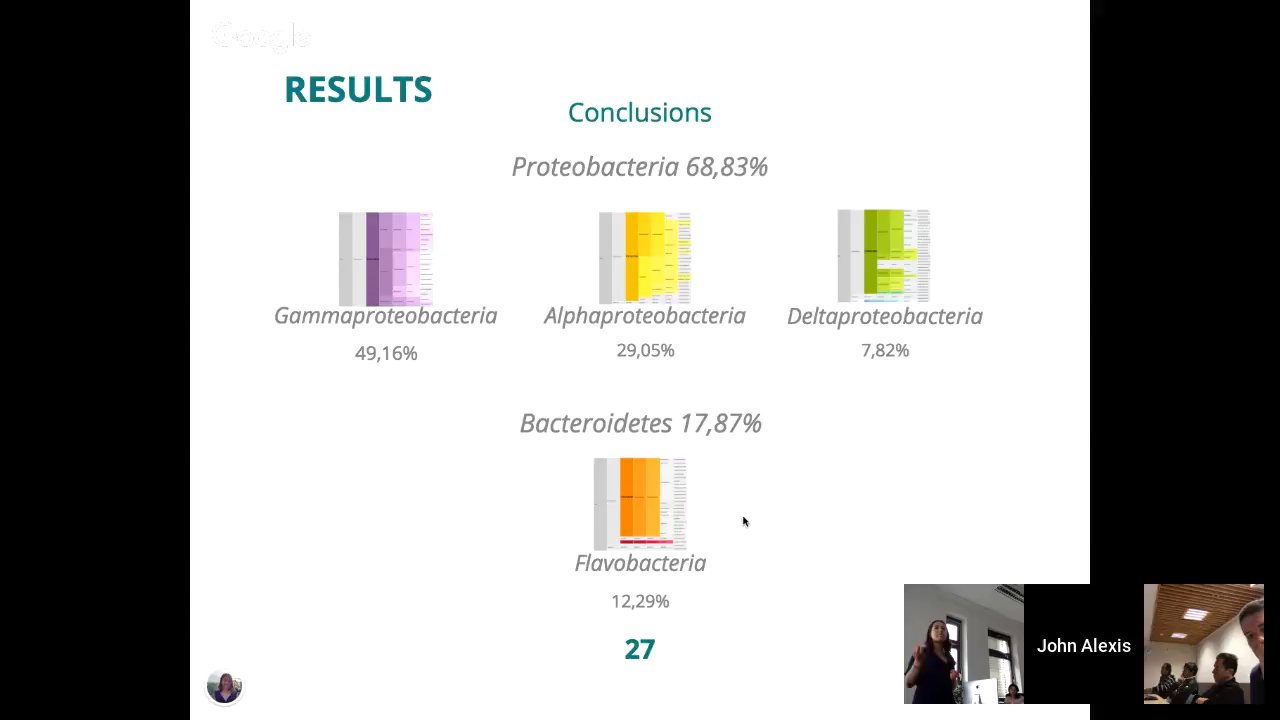 Google
RESULTS
Conclusions
Proteobacteria 68,83%
Gammaproteobacteria
Alphaproteobacteria
Deltaproteobacteria
49,16%
29,05%
7,82%
Bacteroidetes 17,87%
Flavobacteria
12,29%
27
John Alexis